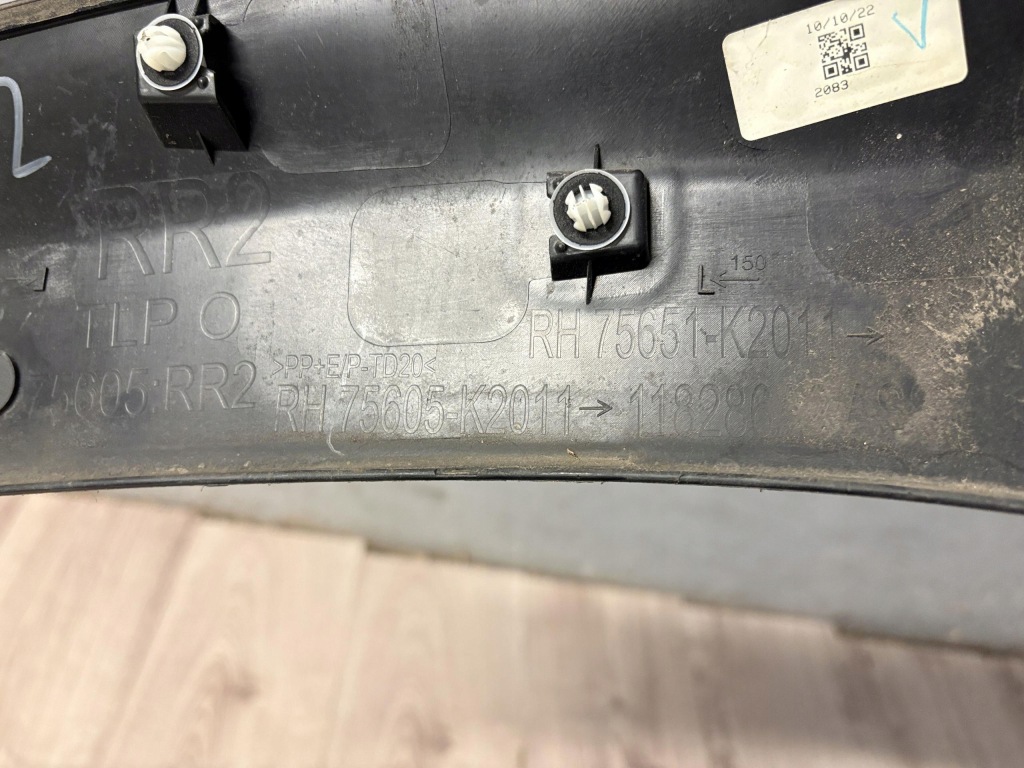 10/10/22
2083
RR2
TLP O
75605:RR2
150
L
RH 75651-K2011→
>PP+E/P-TD20<
RH 75605-K2011→